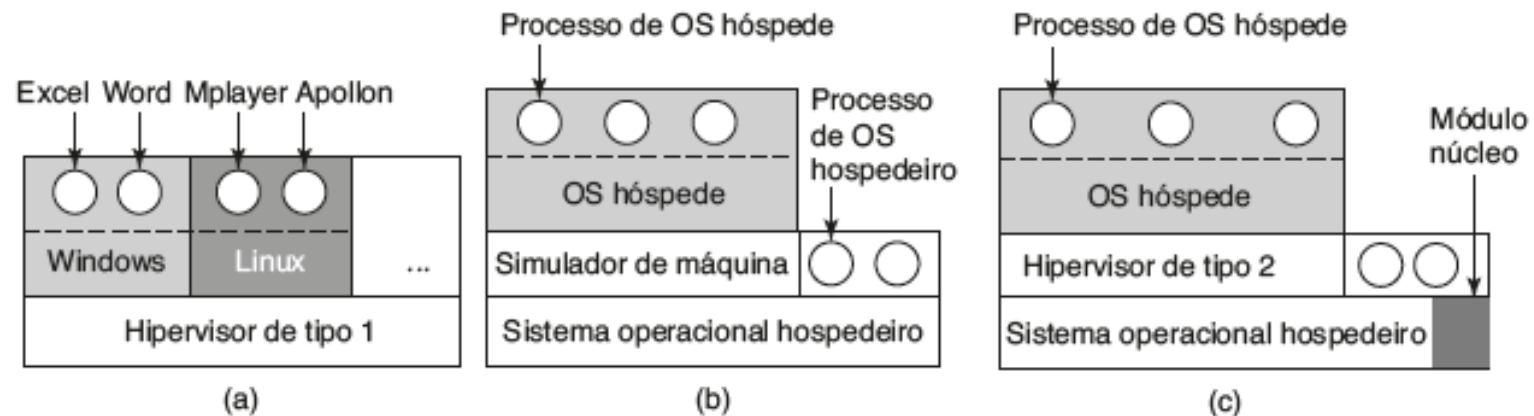 Processo de OS hóspede
Processo de OS hóspede
Excel Word Mplayer Apollon
Processo
de OS
hospedeiro
Módulo
núcleo
OS hóspede
OS hóspede
Windows Linux ...
Simulador de máquina
Hipervisor de tipo 2
Hipervisor de tipo 1
Sistema operacional hospedeiro
Sistema operacional hospedeiro
(a)
(b)
(c)